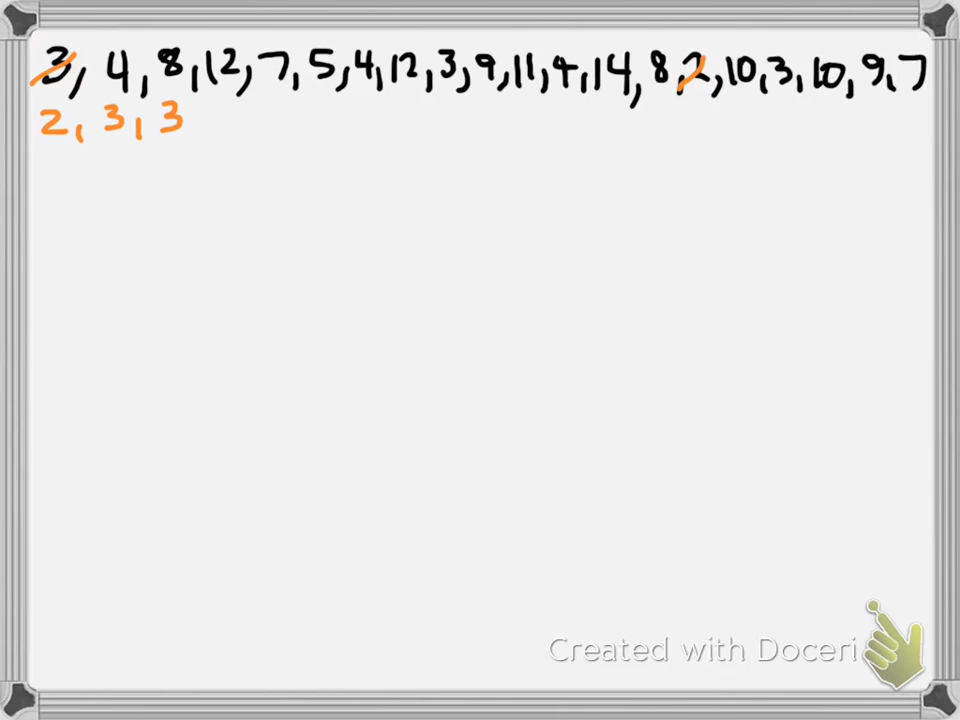 3, 4, 8, 12, 7, 5, 4, 12, 3, 9, 11, 4, 14, 8, 2, 10, 3, 10, 9, 7
2, 3, 3
Created with Doceri